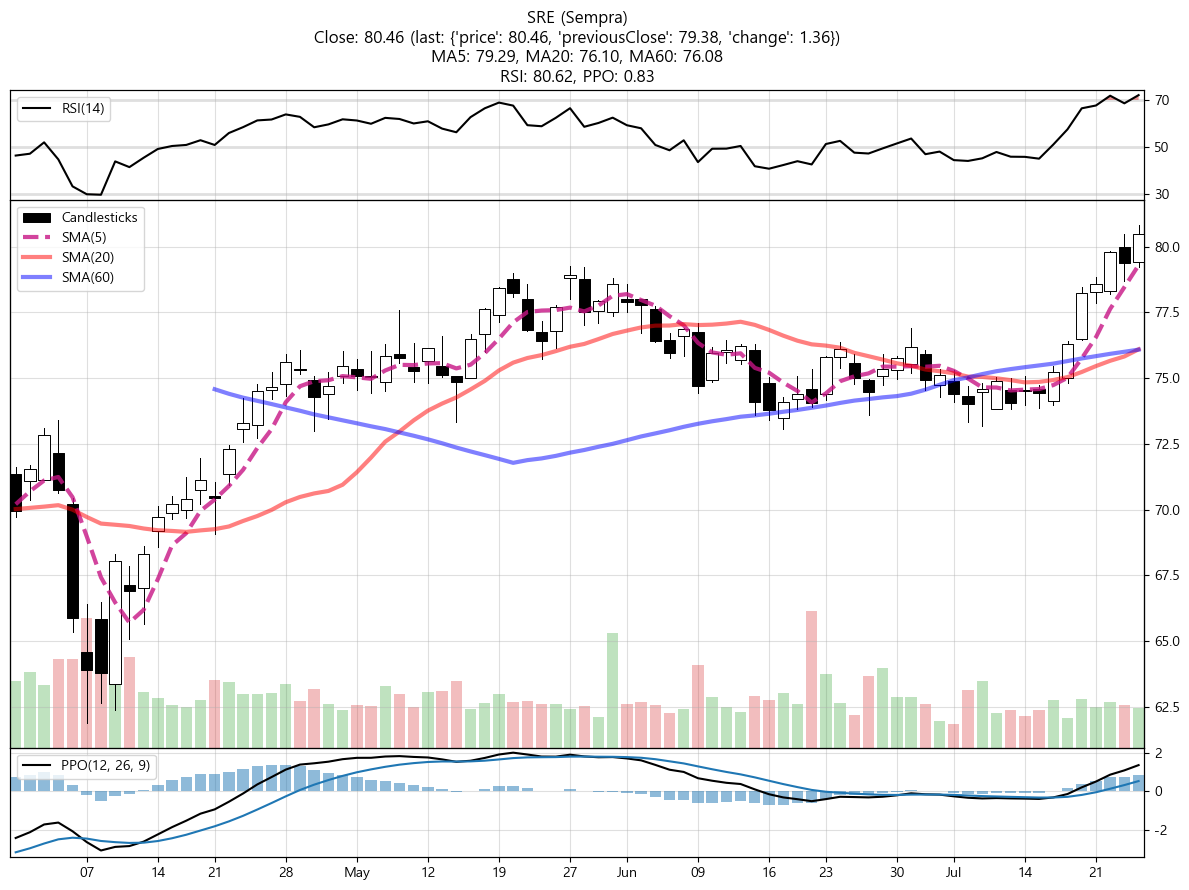 SRE (Sempra)
Close: 80.46 (last: {'price': 80.46, 'previousClose': 79.38, 'change': 1.36})
MA5: 79.29, MA20: 76.10, MA60: 76.08
RSI: 80.62, PPO: 0.83
RSI(14)
70
50
30
Candlesticks
SMA(5)
SMA(20)
SMA(60)
80.0
77.5
75.0
72.5
70.0
67.5
65.0
62.5
PPO(12, 26, 9)
2
0
-2
07 14 21 28 May 12 19 27 Jun 09 16 23 30 Jul 14 21